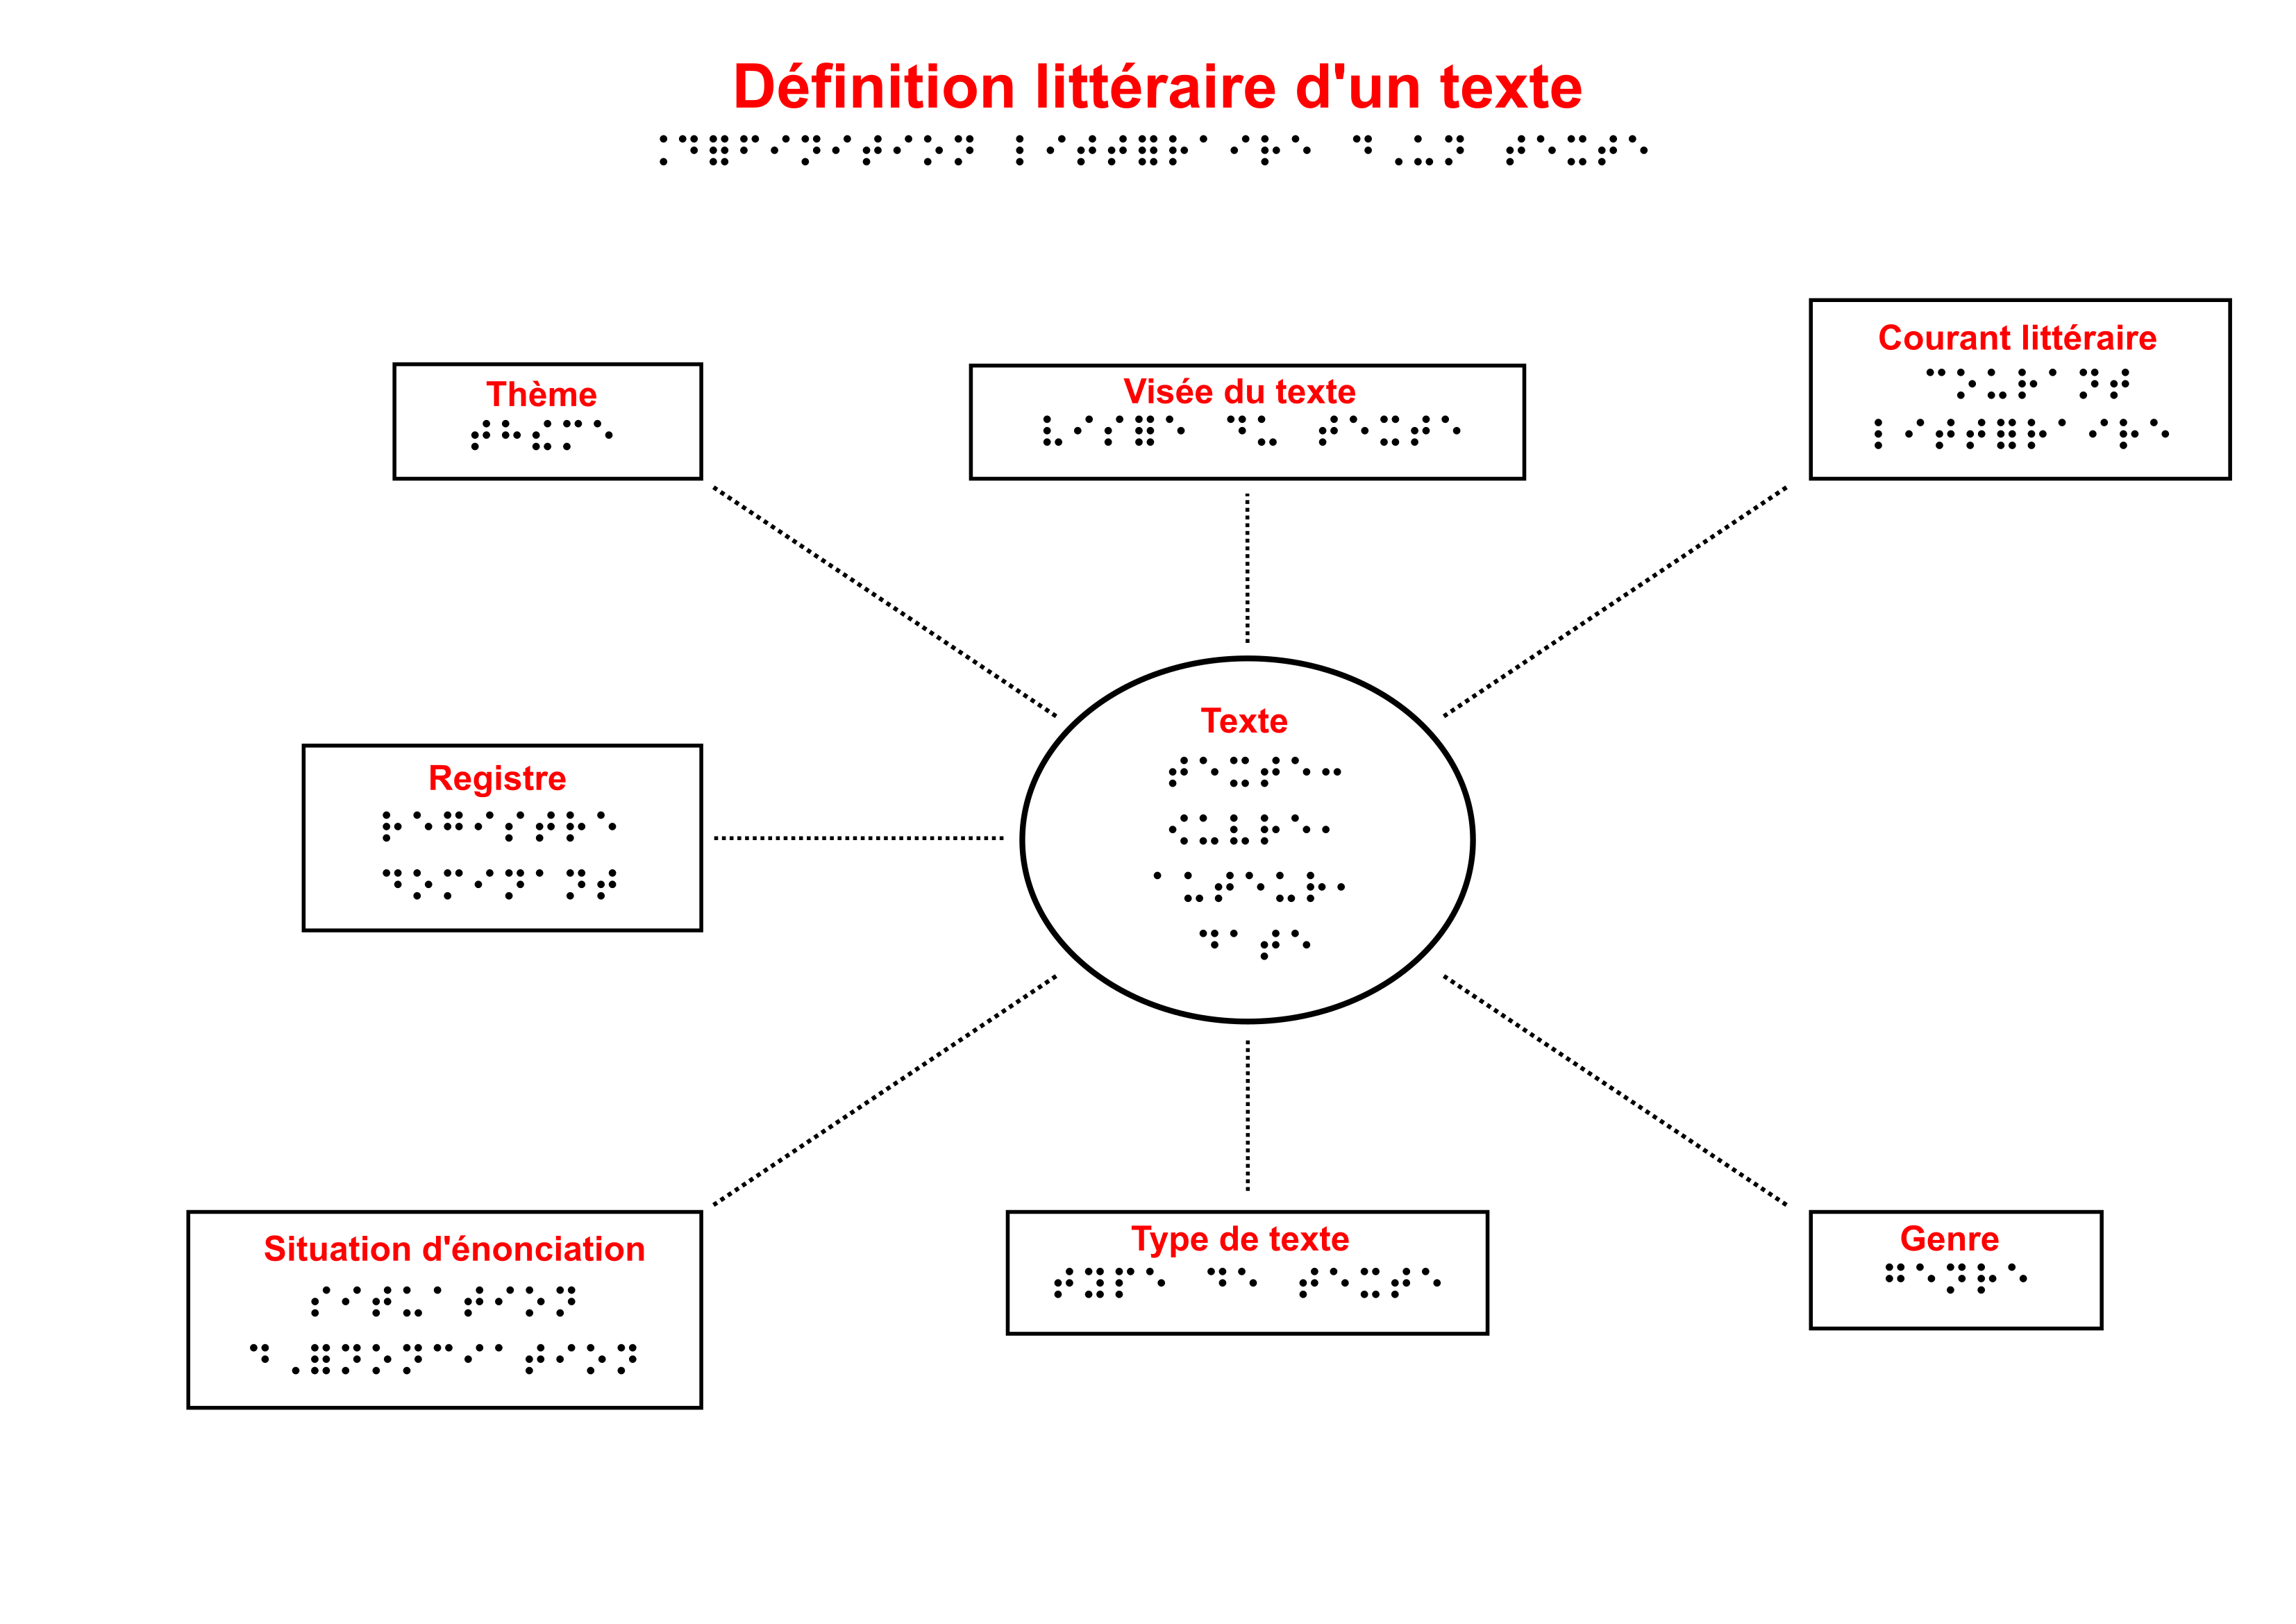 Définition littéraire d'un texte
⠨⠙⠿⠋⠊⠝⠊⠞⠊⠕⠝ ⠇⠊⠞⠞⠿⠗⠁⠊⠗⠑ ⠙⠄⠥⠝ ⠞⠑⠭⠞⠑
Thème
⠞⠓⠮⠍⠑
Visée du texte
⠧⠊⠎⠿⠑ ⠙⠥ ⠞⠑⠭⠞⠑
Courant littéraire
⠉⠕⠥⠗⠁⠝⠞
⠇⠊⠞⠞⠿⠗⠁⠊⠗⠑
Registre
⠗⠑⠛⠊⠎⠞⠗⠑
⠙⠕⠍⠊⠝⠁⠝⠞
Texte
⠞⠑⠭⠞⠑⠒
⠪⠥⠧⠗⠑⠂
⠁⠥⠞⠑⠥⠗⠂
⠙⠁⠞⠑
Situation d'énonciation
⠎⠊⠞⠥⠁⠞⠊⠕⠝
⠙⠄⠿⠝⠕⠝⠉⠊⠁⠞⠊⠕⠝
Type de texte
⠞⠽⠏⠑ ⠙⠑ ⠞⠑⠭⠞⠑
Genre
⠛⠑⠝⠗⠑